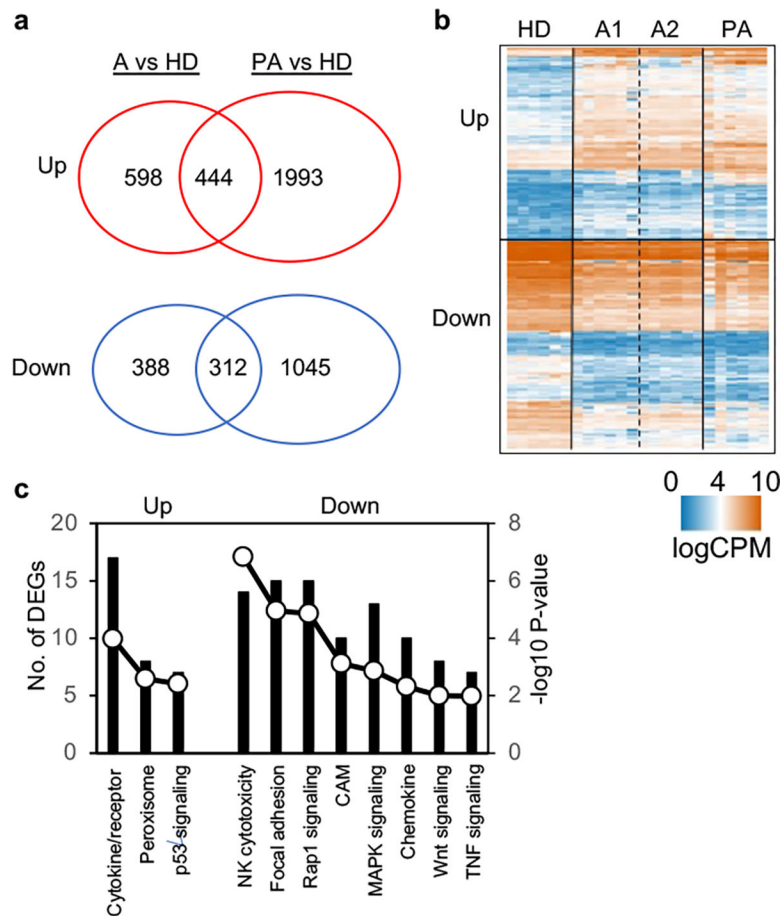 a
A vs HD PA vs HD
Up 598 444 1993
Down 388 312 1045
b
HD A1 A2 PA
Up
Down
0 4 10
logCPM
c
Up Down
No. of DEGs
20
15
10
5
0
-log10 P-value
8
6
4
2
0
Cytokine/receptor
Peroxisome
p53 signaling
NK cytotoxicity
Focal adhesion
Rap1 signaling
CAM
MAPK signaling
Chemokine
Wnt signaling
TNF signaling